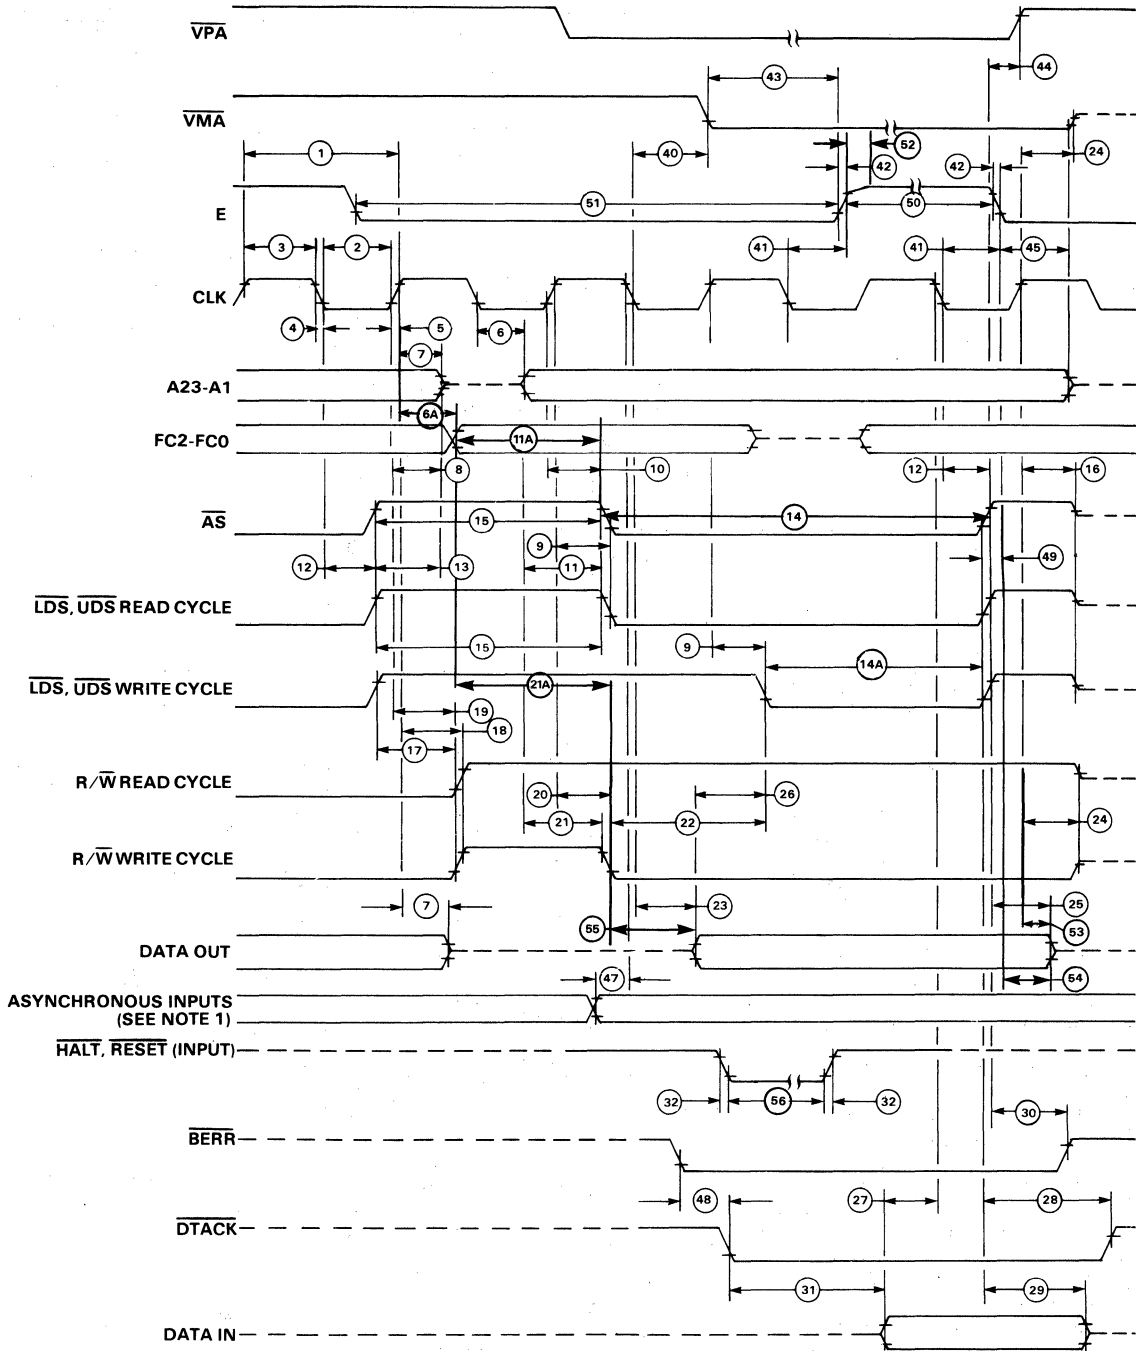 VPA
44
43
VMA
52
1
40
42
42
24
E
51
50
3
2
41
41
45
CLK
4
5
6
7
A23-A1
6A
FC2-FC0
11A
8
10
12
16
AS
15
14
9
49
12
13
11
LDS, UDS READ CYCLE
15
9
14A
LDS, UDS WRITE CYCLE
21A
19
18
17
R/W READ CYCLE
20
26
21
22
24
R/W WRITE CYCLE
7
23
25
55
53
DATA OUT
47
54
ASYNCHRONOUS INPUTS
(SEE NOTE 1)
HALT, RESET (INPUT)
32
56
32
30
BERR
48
27
28
DTACK
31
29
DATA IN